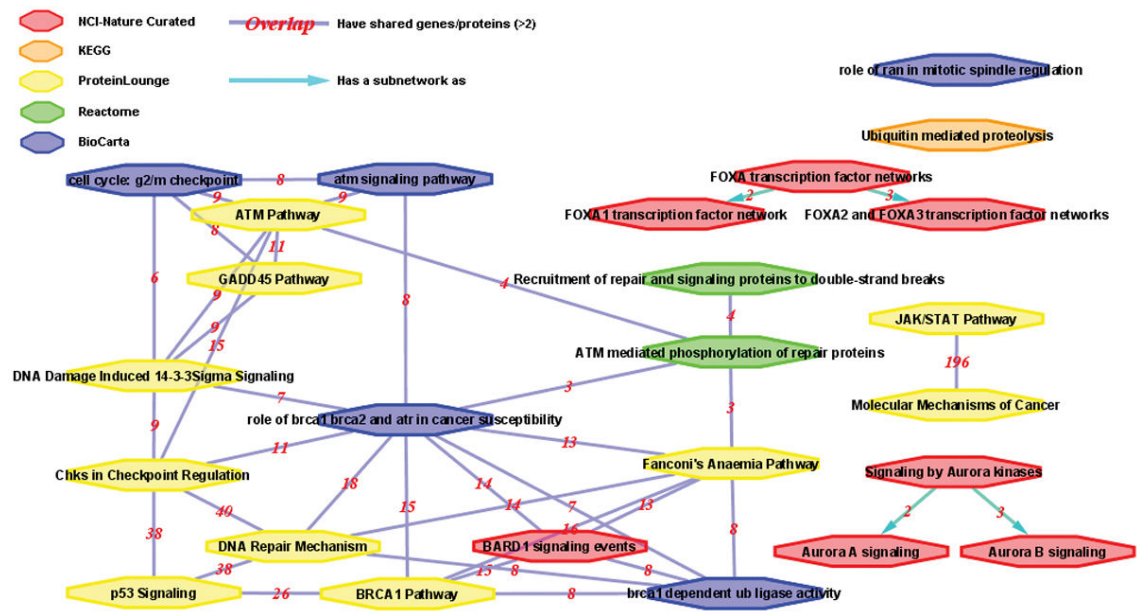 NCI-Nature Curated
Overlap
Have shared genes/proteins (>2)
KEGG
role of ran in mitotic spindle regulation
ProteinLounge
Has a subnetwork as
Reactome
Ubiquitin mediated proteolysis
BioCarta
cell cycle: g2/m checkpoint
8
atm signaling pathway
FOXA transcription factor networks
9
9
2
3
ATM Pathway
FOXA1 transcription factor network
FOXA2 and FOXA3 transcription factor networks
8
11
6
GADD45 Pathway
4
Recruitment of repair and signaling proteins to double-strand breaks
9
8
4
JAK/STAT Pathway
9
15
ATM mediated phosphorylation of repair proteins
196
DNA Damage Induced 14-3-3Sigma Signaling
3
7
3
Molecular Mechanisms of Cancer
9
role of brca1 brca2 and atr in cancer susceptibility
11
13
Chks in Checkpoint Regulation
Fanconi's Anaemia Pathway
Signaling by Aurora kinases
18
14
40
15
14
7
13
2
3
38
16
8
DNA Repair Mechanism
BARD1 signaling events
Aurora A signaling
Aurora B signaling
38
15
8
8
p53 Signaling
26
BRCA1 Pathway
8
brca1 dependent ub ligase activity